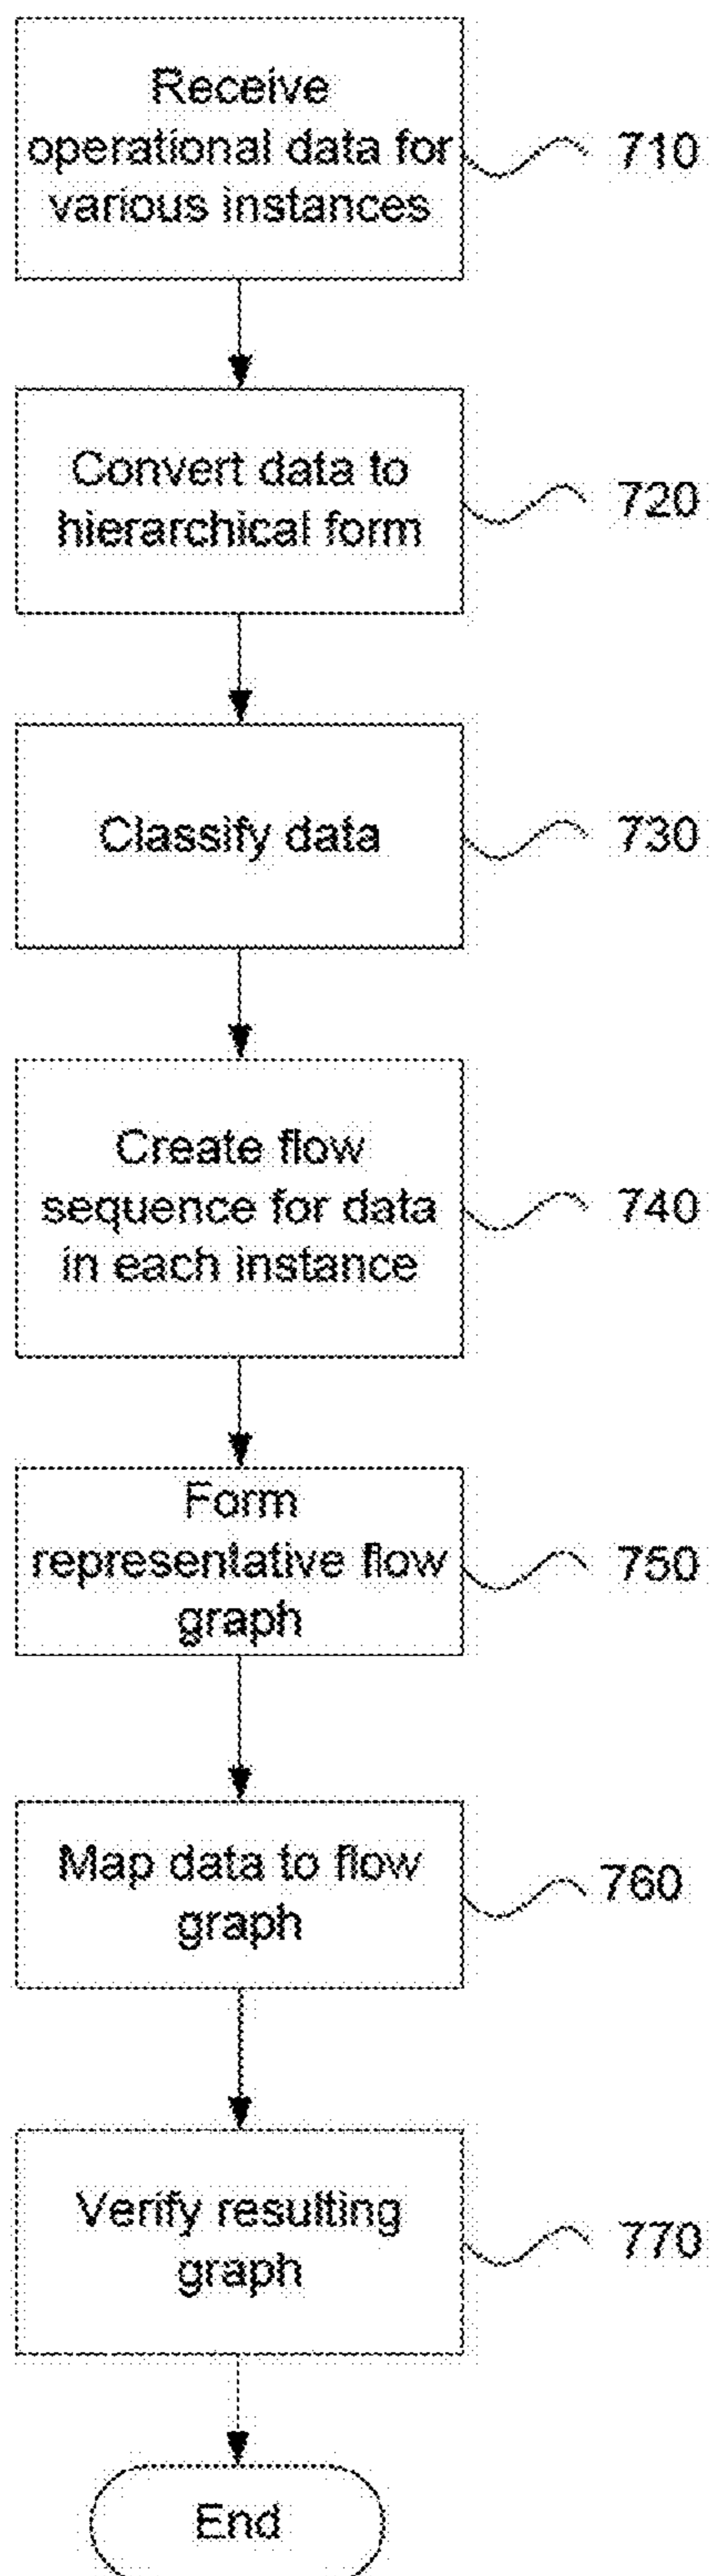 Receive
operational data for
various instances
710
Convert data to
hierarchical form
720
Classify data
730
Create flow
sequence for data
in each instance
740
Form
representative flow
graph
750
Map data to flow
graph
760
Verify resulting
graph
770
End